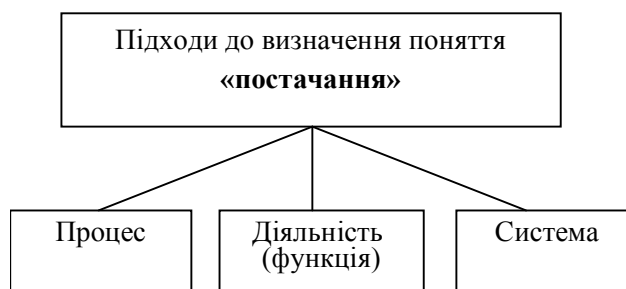 Підходи до визначення поняття
«постачання»
Процес
Діяльність
(функція)
Система